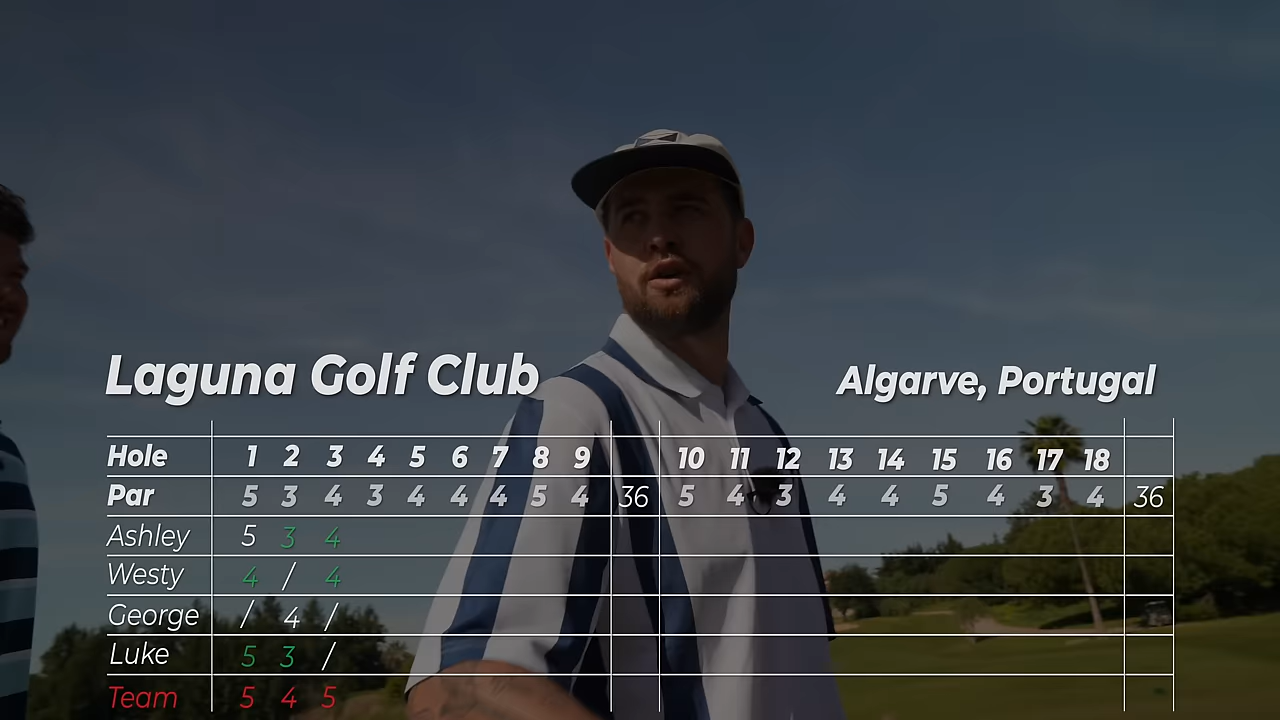 Laguna Golf Club Algarve, Portugal
Hole 1 2 3 4 5 6 7 8 9 10 11 12 13 14 15 16 17 18
Par 5 3 4 3 4 4 4 5 4 36 5 4 3 4 4 5 4 3 4 36
Ashley 5 3 4
Westy 4 / 4
George / 4 /
Luke 5 3 /
Team 5 4 5